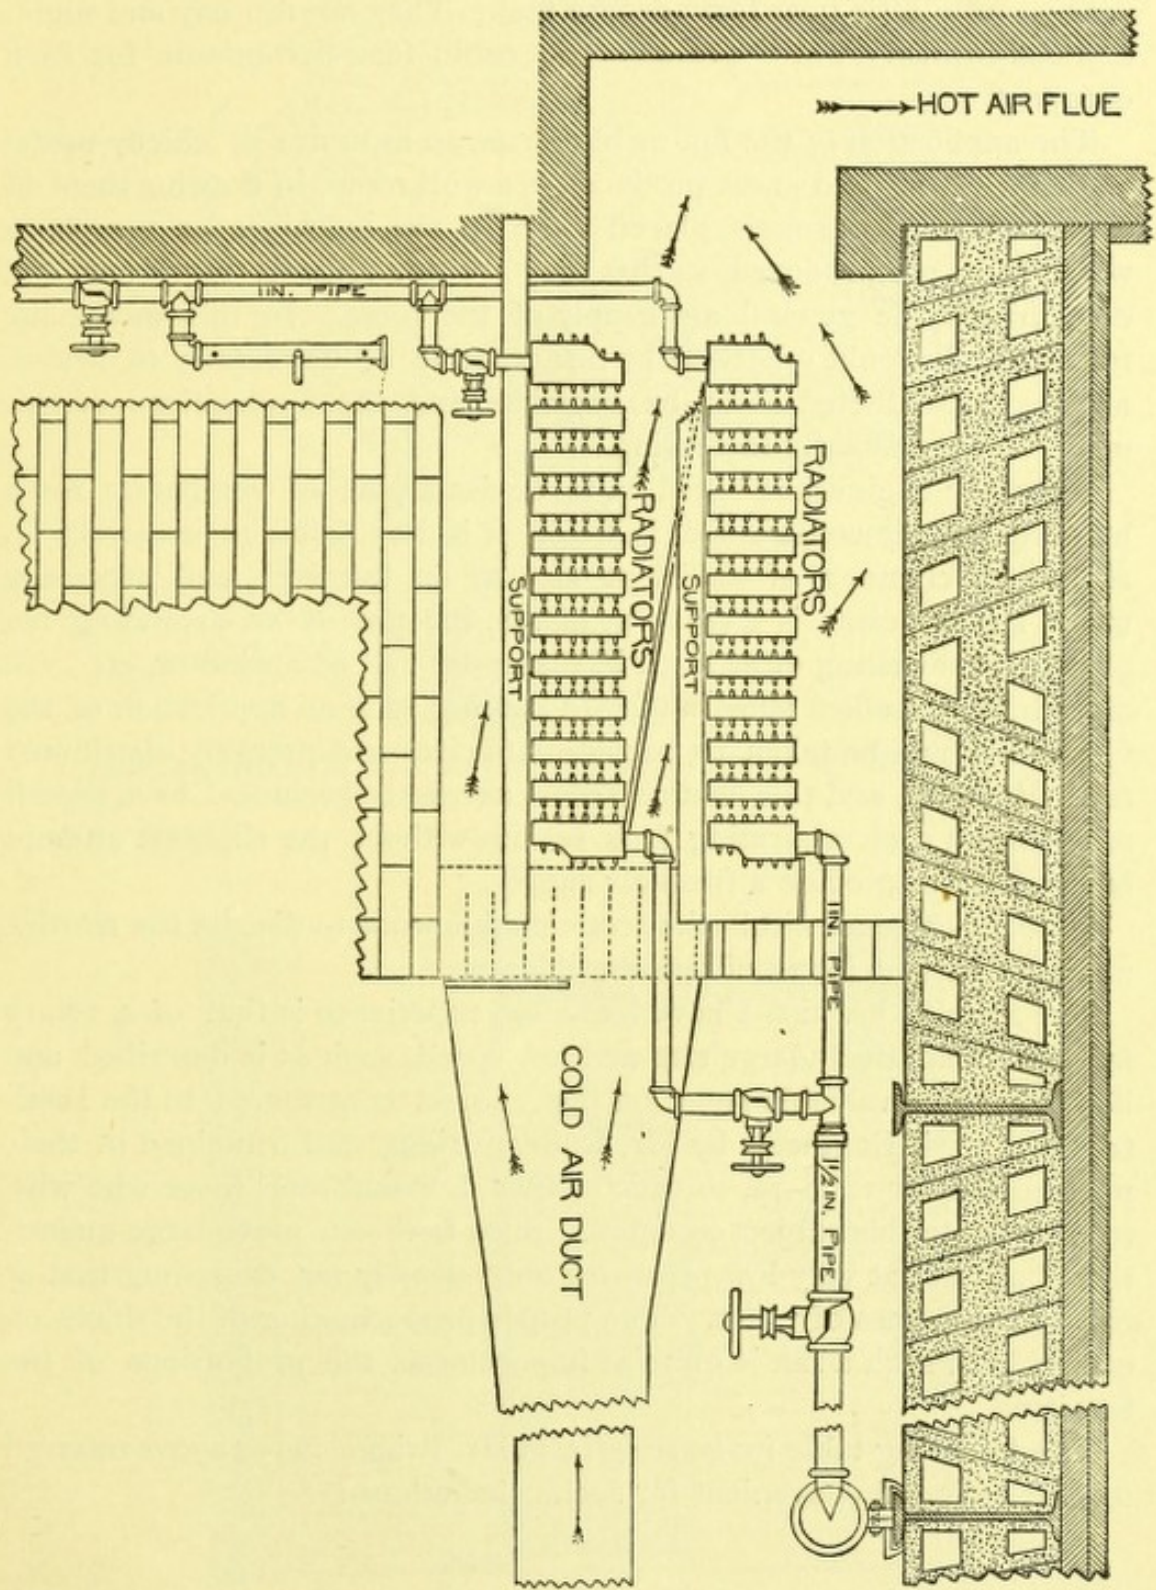 HOT AIR FLUE
1IN. PIPE
RADIATORS
RADIATORS
SUPPORT
SUPPORT
1IN. PIPE
COLD AIR DUCT
1½ IN. PIPE